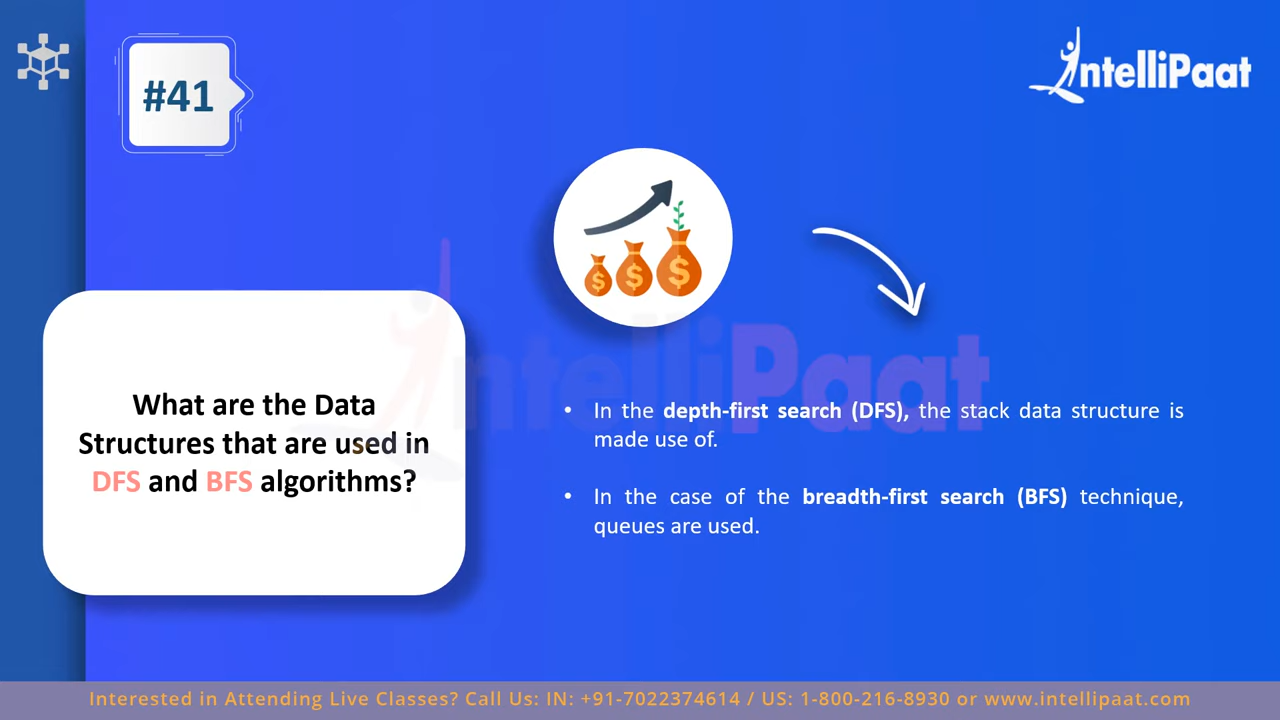 #41
IntelliPaat
What are the Data
Structures that are used in
DFS and BFS algorithms?
$ $ $
IntelliPaat
• In the depth-first search (DFS), the stack data structure is
made use of.
• In the case of the breadth-first search (BFS) technique,
queues are used.
Interested in Attending Live Classes? Call Us: IN: +91-7022374614 / US: 1-800-216-8930 or www.intellipaat.com